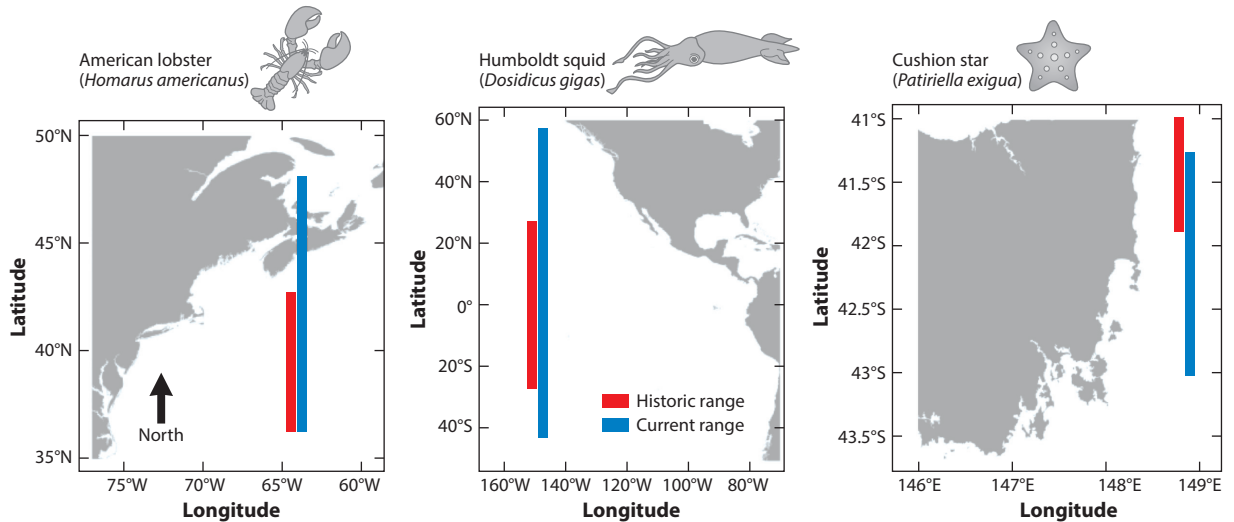 American lobster
(Homarus americanus)
50°N
45°N
40°N
35°N
Latitude
North
75°W 70°W 65°W 60°W
Longitude
Humboldt squid
(Dosidicus gigas)
60°N
40°N
20°N
0°
20°S
40°S
Latitude
Historic range
Current range
160°W 140°W 120°W 100°W 80°W
Longitude
Cushion star
(Patiriella exigua)
41°S
41.5°S
42°S
42.5°S
43°S
43.5°S
Latitude
146°E 147°E 148°E 149°E
Longitude